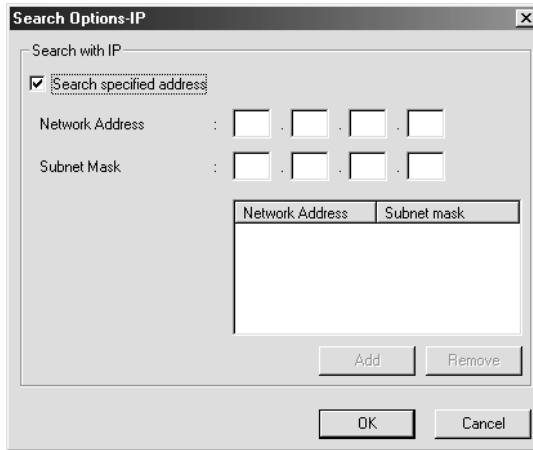 Search Options-IP
Search with IP
Search specified address
Network Address : . . .
Subnet Mask : . . .
Network Address Subnet mask
Add Remove
OK Cancel